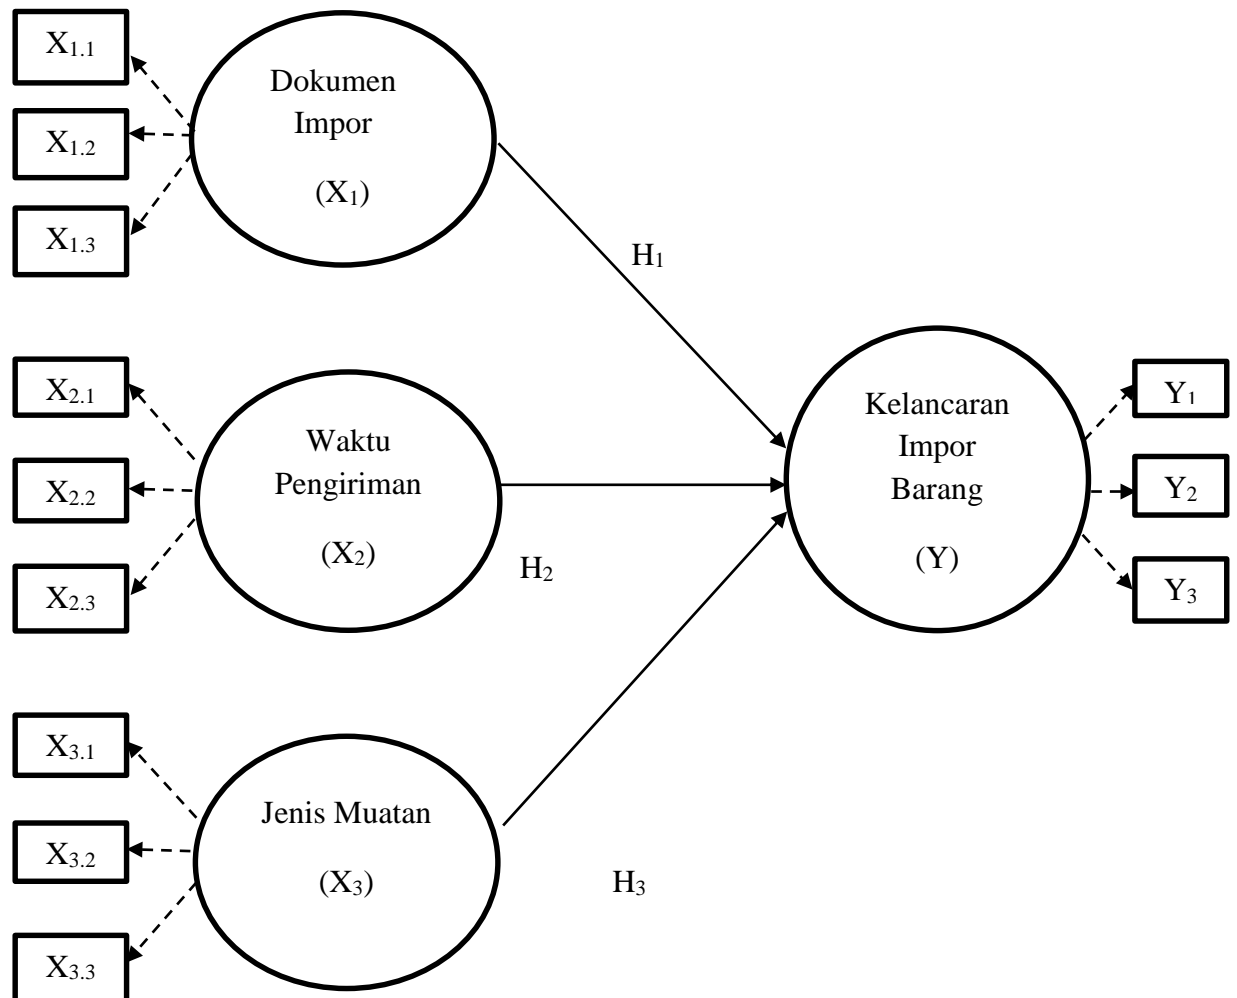 X1.1
X1.2
X1.3
Dokumen
Impor
(X1)
H1
X2.1
X2.2
X2.3
Waktu
Pengiriman
(X2)
H2
Kelancaran
Impor
Barang
(Y)
Y1
Y2
Y3
X3.1
X3.2
X3.3
Jenis Muatan
(X3)
H3